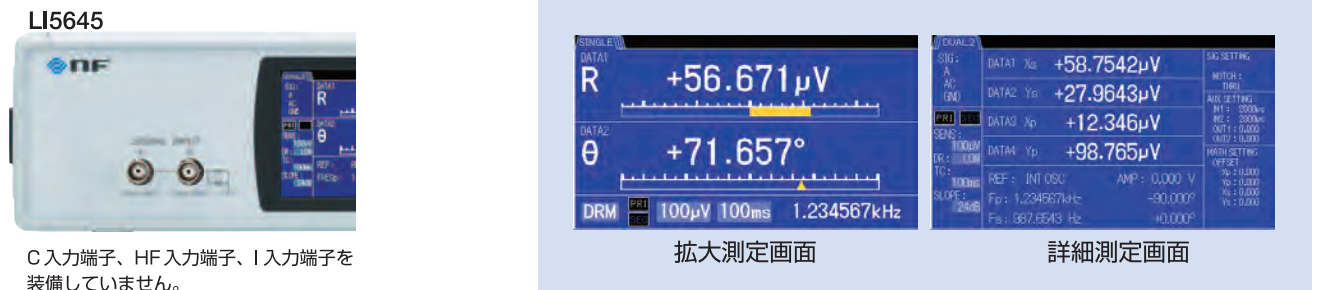 LI5645
nF
C入力端子、HF入力端子、I入力端子を
装備していません。
SINGLE
DATA1
R
+56.671μV
DATA2
θ
+71.657°
DRM PRI SEC 100μV 100ms 1.234567kHz
拡大測定画面
DUAL2
SIG:
A
AC
GND
PRI SEC
SENS:
100μV
DR: LOW
TC:
100ms
SLOPE:
24dB
DATA1 Xs +58.7542μV
DATA2 Ys +27.9643μV
DATA3 Xp +12.346μV
DATA4 Yp +98.765μV
REF: INT OSC AMP: 0.000 V
Fp: 1.234567kHz -90.000°
Fs: 987.6543 Hz +0.000°
SIG SETTING
NOTCH:
THRU
AUX SETTING
IN1:
IN2:
OUT1: 0.000
OUT2: 0.000
MATH SETTING
OFFSET
Xp: 0.000
Yp: 0.000
Xs: 0.000
Ys: 0.000
詳細測定画面